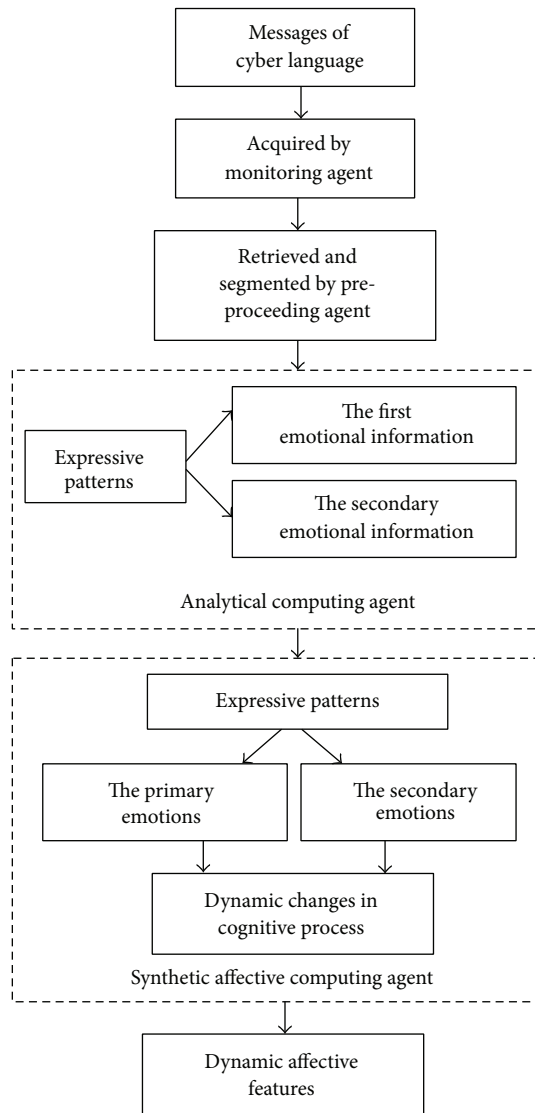 Messages of
cyber language
Acquired by
monitoring agent
Retrieved and
segmented by pre-
proceeding agent
The first
emotional information
Expressive
patterns
The secondary
emotional information
Analytical computing agent
Expressive patterns
The primary
emotions
The secondary
emotions
Dynamic changes in
cognitive process
Synthetic affective computing agent
Dynamic affective
features